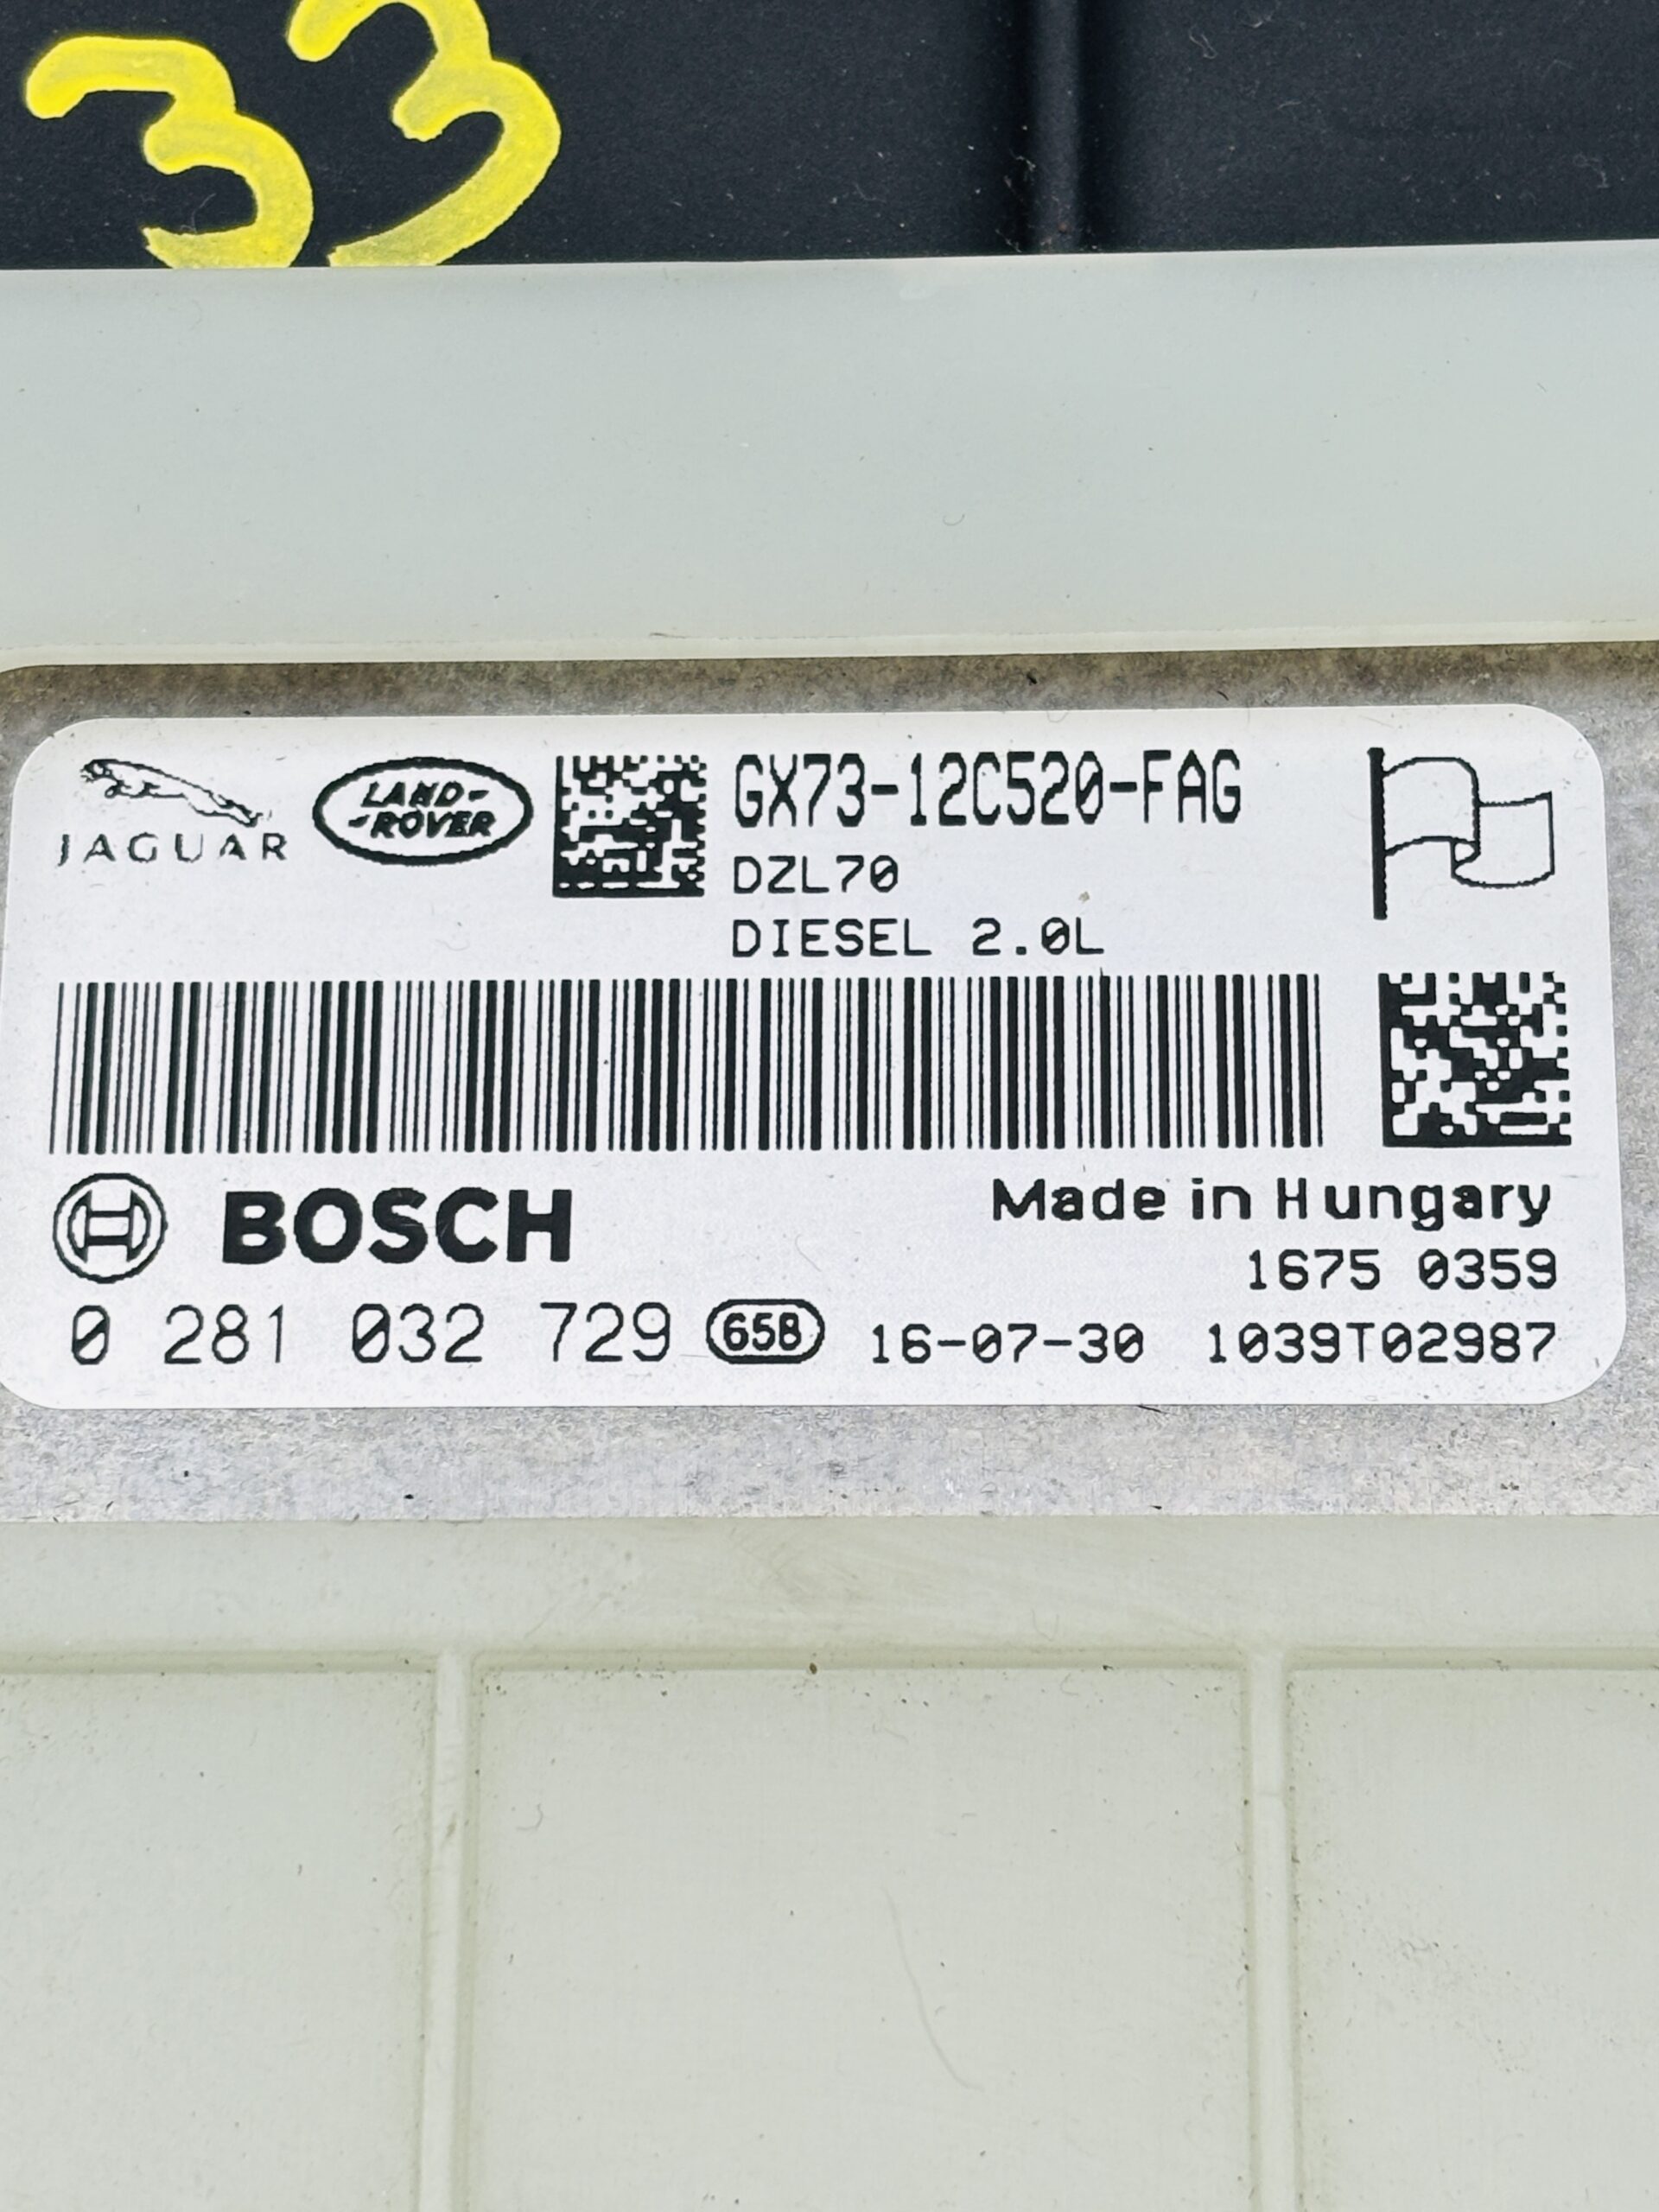 33
JAGUAR
LAND-
-ROVER
GX73-12C520-FAG
DZL70
DIESEL 2.0L
BOSCH
Made in Hungary
1675 0359
0 281 032 729 658 16-07-30 1039T02987